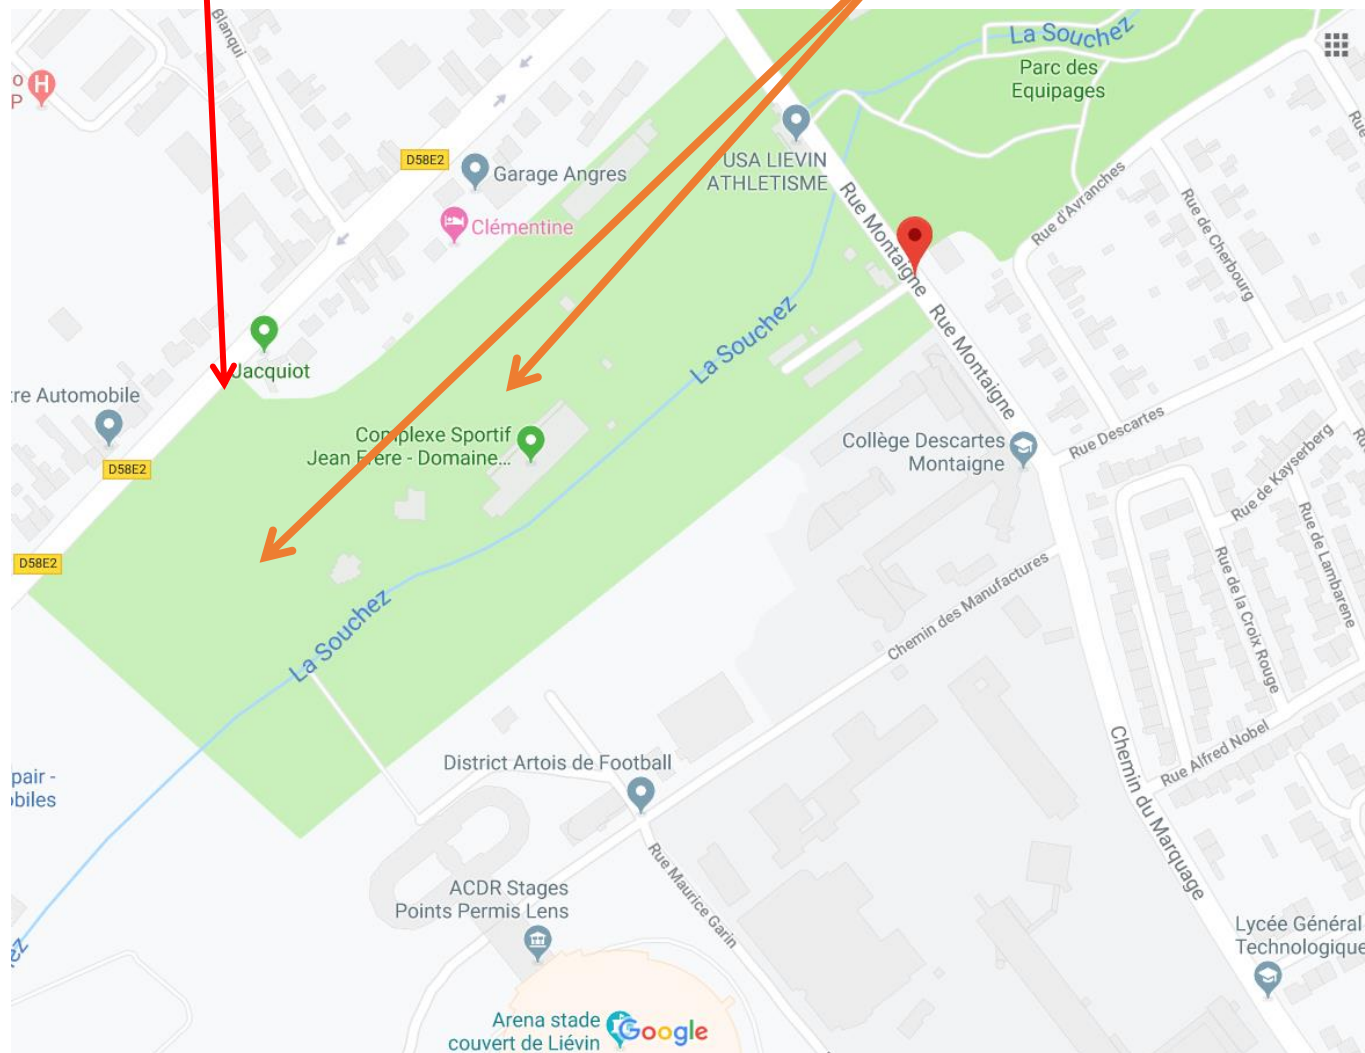 Blanqui
La Souchez
Parc des
Equipages
o
P
H
Rue
D58E2
Garage Angres
USA LIEVIN
ATHLETISME
Rue d'Avranches
Rue de Cherbourg
Clémentine
Rue Montaigne
Rue Montaigne
La Souchez
Jacquiot
re Automobile
D58E2
Complexe Sportif
Jean Frère - Domaine...
Collège Descartes
Montaigne
Rue Descartes
Rue de Kayserberg
Rue de Lambarene
Rue de la Croix Rouge
D58E2
La Souchez
Chemin des Manufactures
District Artois de Football
Rue Alfred Nobel
Chemin du Marquage
pair -
biles
Rue Maurice Garin
ACDR Stages
Points Permis Lens
Lycée Général
Technologique
ez
Arena stade
couvert de Liévin
Google